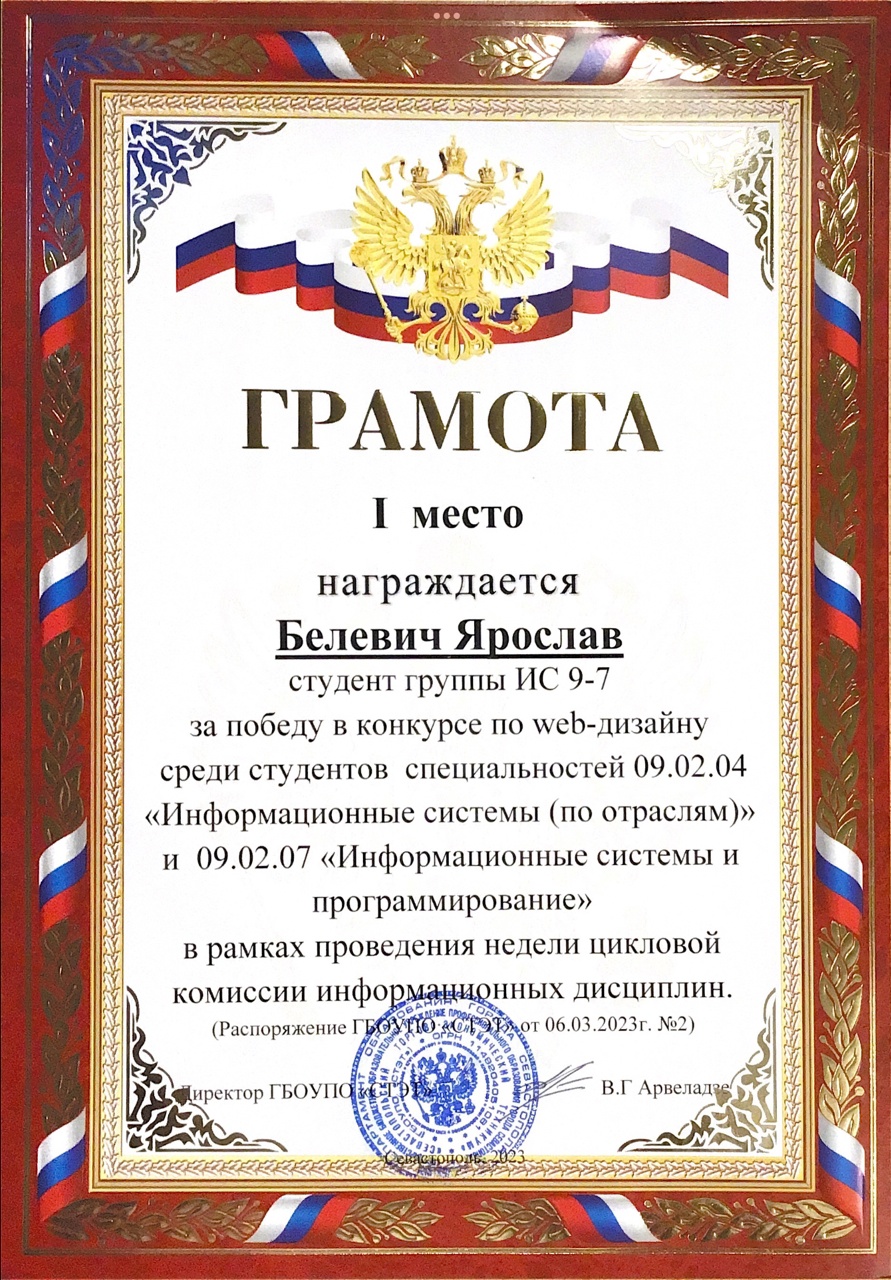 ГРАМОТА
I место
награждается
Белевич Ярослав
студент группы ИС 9-7
за победу в конкурсе по web-дизайну
среди студентов специальностей 09.02.04
«Информационные системы (по отраслям)»
и 09.02.07 «Информационные системы и
программирование»
в рамках проведения недели цикловой
комиссии информационных дисциплин.
(Распоряжение ГБОУПО «СТЭТ» от 06.03.2023г. №2)
Директор ГБОУПО «СТЭТ»
В.Г Арвеладзе
Севастополь, 2023